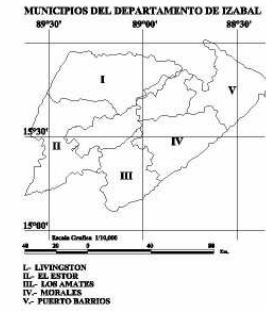 MUNICIPIOS DEL DEPARTAMENTO DE IZABAL
89°30' 89°00' 88°30'
I
V
15°30'
II
IV
III
15°00'
Escala Grafica 1/10,000
40 20 0 40 80
Km.
I.- LIVINGSTON
II.- EL ESTOR
III.- LOS AMATES
IV.- MORALES
V.- PUERTO BARRIOS